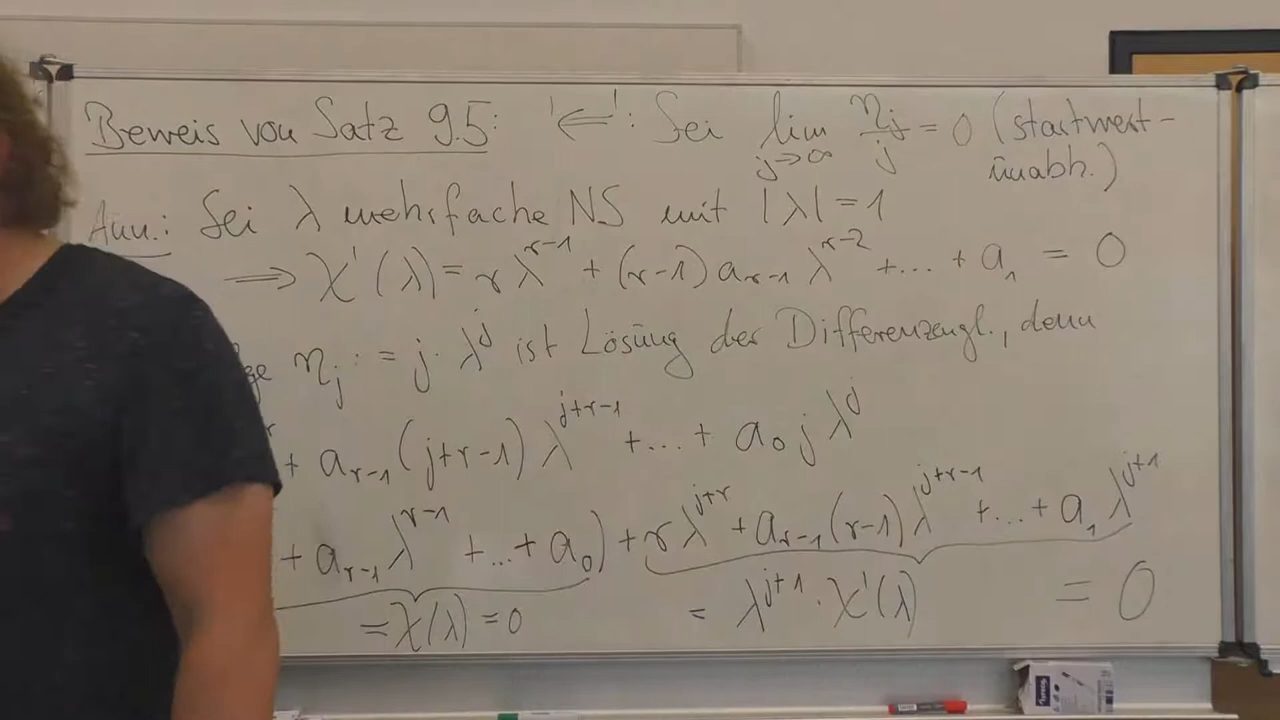 Beweis von Satz 9.5: '⇐': Sei lim_{j→∞} η_j/j = 0 (startwert-
unabh.)
Ann.: Sei λ mehrfache NS mit |λ| = 1
⟹ χ'(λ) = r λ^{r-1} + (r-1) a_{r-1} λ^{r-2} + ... + a_1 = 0
ge η_j := j · λ^j ist Lösung der Differenzengl., denn
+ a_{r-1} (j+r-1) λ^{j+r-1} + ... + a_0 j λ^j
+ a_{r-1} λ^{r-1} + ... + a_0) + r λ^{j+r} + a_{r-1} (r-1) λ^{j+r-1} + ... + a_1 λ^{j+1}
= χ(λ) = 0 = λ^{j+1} · χ'(λ) = 0